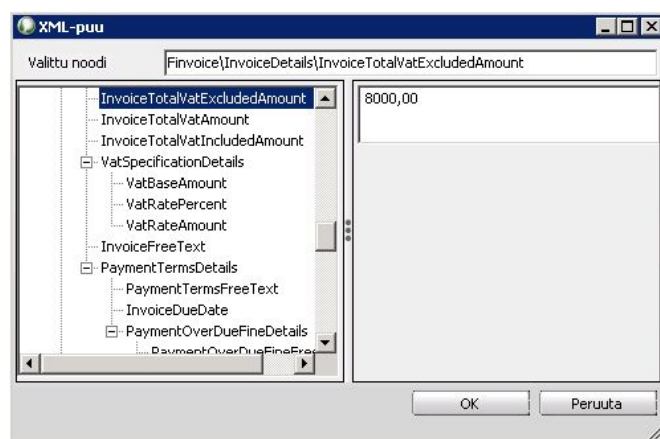 XML-puu
Valittu noodi
Finvoice\InvoiceDetails\InvoiceTotalVatExcludedAmount
InvoiceTotalVatExcludedAmount
8000,00
InvoiceTotalVatAmount
InvoiceTotalVatIncludedAmount
VatSpecificationDetails
VatBaseAmount
VatRatePercent
VatRateAmount
InvoiceFreeText
PaymentTermsDetails
PaymentTermsFreeText
InvoiceDueDate
PaymentOverDueFineDetails
PaymentOverDueFineFree
OK
Peruuta